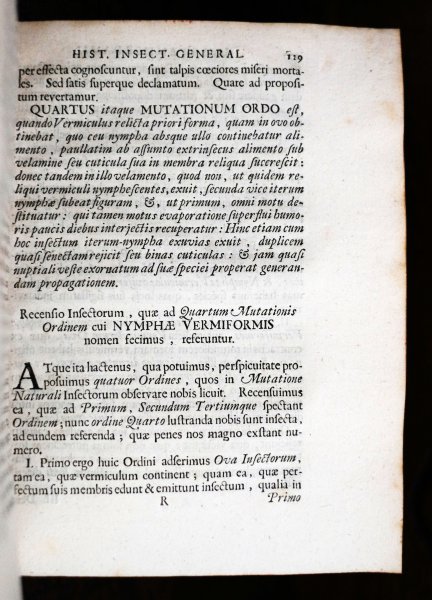 HIST. INSECT. GENERAL 129
per effecta cognoscuntur, sint talpis cœciores miseri morta-
les. Sed satis superque declamatum. Quare ad proposi-
tum revertamur.
QUARTUS itaque MUTATIONUM ORDO est,
quando Vermiculus relicta priori forma, quam in ovo ob-
tinebat, quo ceu nympha absque ullo continebatur ali-
mento, paullatim ab assumto extrinsecus alimento sub
velamine seu cuticula sua in membra reliqua succrescit:
donec tandem in illo velamento, quod non, ut quidem re-
liqui vermiculi nymphescentes, exuit, secunda vice iterum
nymphæ subeat figuram, &, ut primum, omni motu de-
stituatur: qui tamen motus evaporatione superflui humo-
ris paucis diebus interjectis recuperatur: Hinc etiam cum
hoc insectum iterum-nympha exuvias exuit, duplicem
quasi senectam rejicit seu binas cuticulas: & jam quasi
nuptiali veste exornatum ad suæ speciei properat generan-
dam propagationem.
Recensio Insectorum, quæ ad Quartum Mutationis
Ordinem cui NYMPHÆ VERMIFORMIS
nomen fecimus, referuntur.
ATque ita hactenus, qua potuimus, perspicuitate pro-
posuimus quatuor Ordines, quos in Mutatione
Naturali Insectorum observare nobis licuit. Recensuimus
ea, quæ ad Primum, Secundum Tertiumque spectant
Ordinem; nunc ordine Quarto lustranda nobis sunt insecta,
ad eundem referenda; quæ penes nos magno exstant nu-
mero.
I. Primo ergo huic Ordini adserimus Ova Insectorum,
tam ea, quæ vermiculum continent; quam ea, quæ per-
fectum suis membris edunt & emittunt insectum, qualia in
R Primo